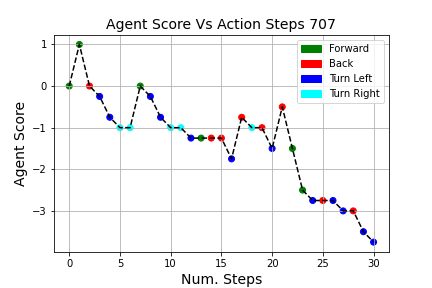 Agent Score Vs Action Steps 707
Forward
Back
Turn Left
Turn Right
Agent Score
1
0
−1
−2
−3
0 5 10 15 20 25 30
Num. Steps